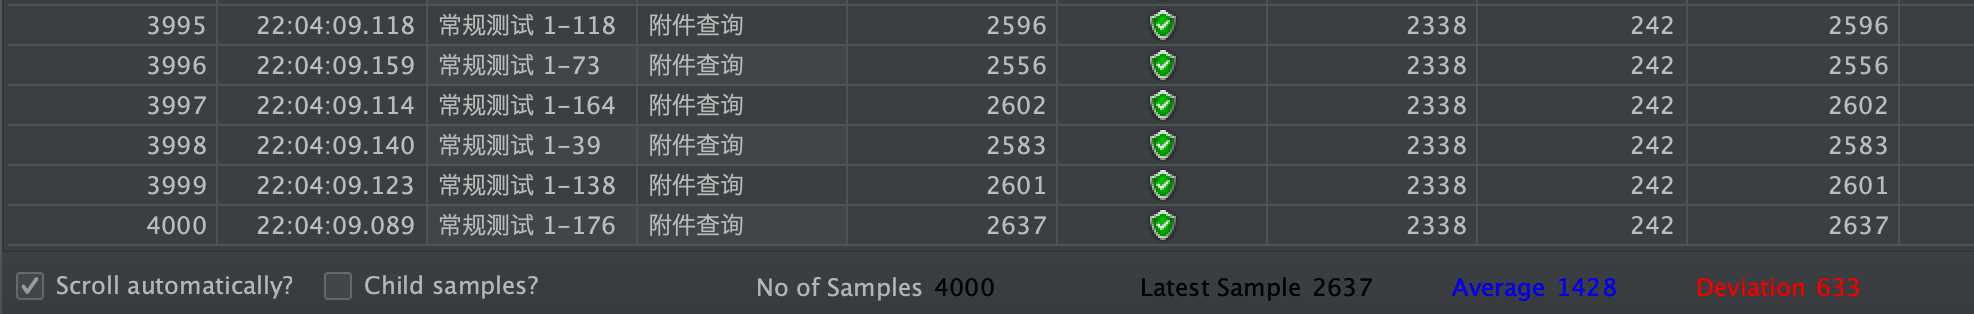 3995 22:04:09.118 常规测试 1-118 附件查询 2596 2338 242 2596
3996 22:04:09.159 常规测试 1-73 附件查询 2556 2338 242 2556
3997 22:04:09.114 常规测试 1-164 附件查询 2602 2338 242 2602
3998 22:04:09.140 常规测试 1-39 附件查询 2583 2338 242 2583
3999 22:04:09.123 常规测试 1-138 附件查询 2601 2338 242 2601
4000 22:04:09.089 常规测试 1-176 附件查询 2637 2338 242 2637
Scroll automatically? Child samples? No of Samples 4000 Latest Sample 2637 Average 1428 Deviation 633